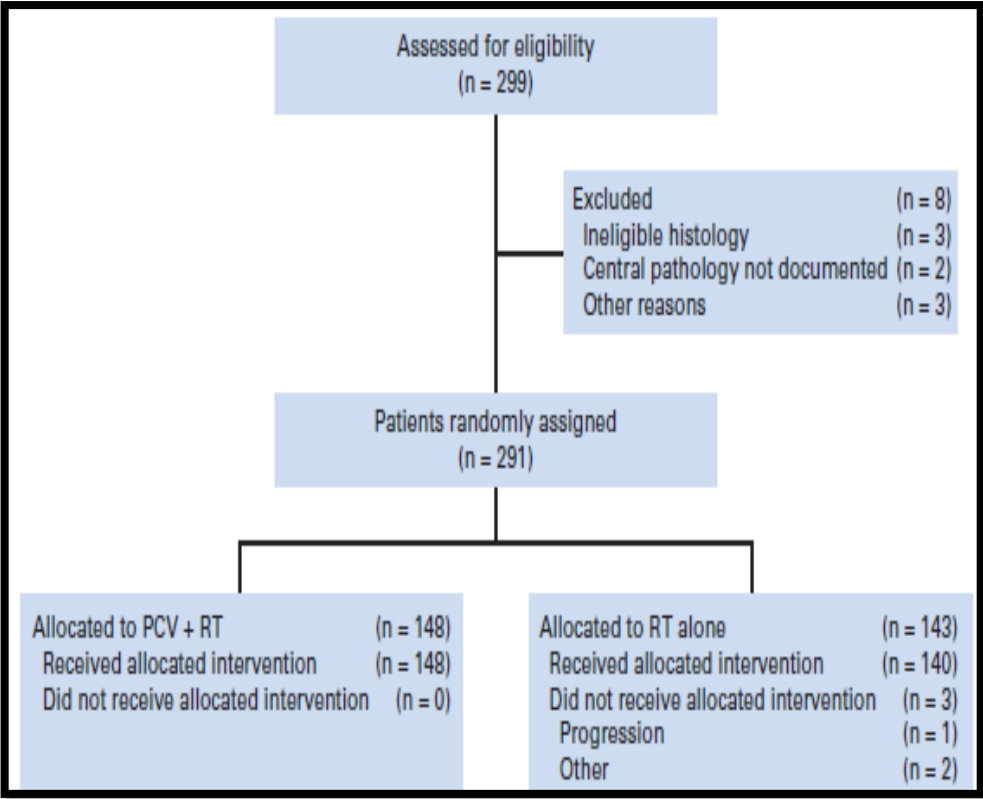 Assessed for eligibility
(n = 299)
Excluded (n = 8)
Ineligible histology (n = 3)
Central pathology not documented (n = 2)
Other reasons (n = 3)
Patients randomly assigned
(n = 291)
Allocated to PCV + RT (n = 148)
Received allocated intervention (n = 148)
Did not receive allocated intervention (n = 0)
Allocated to RT alone (n = 143)
Received allocated intervention (n = 140)
Did not receive allocated intervention (n = 3)
Progression (n = 1)
Other (n = 2)